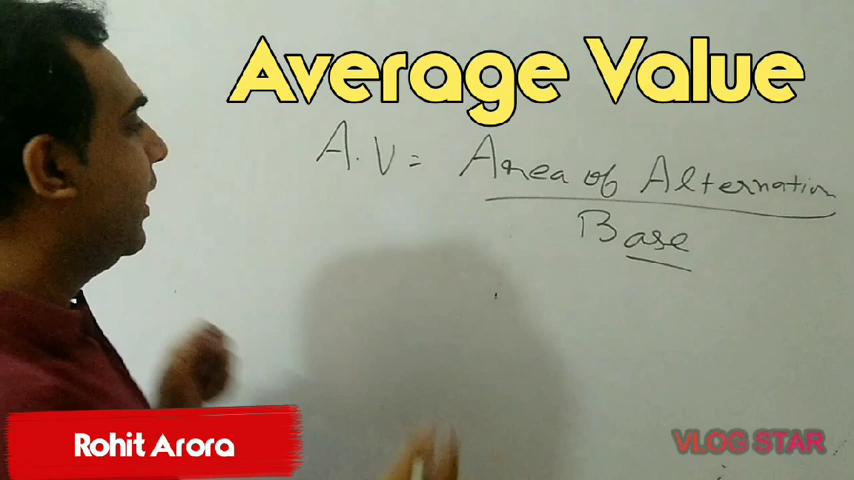 Average Value
A.V = Area of Alternation
Base
Rohit Arora
VLOG STAR